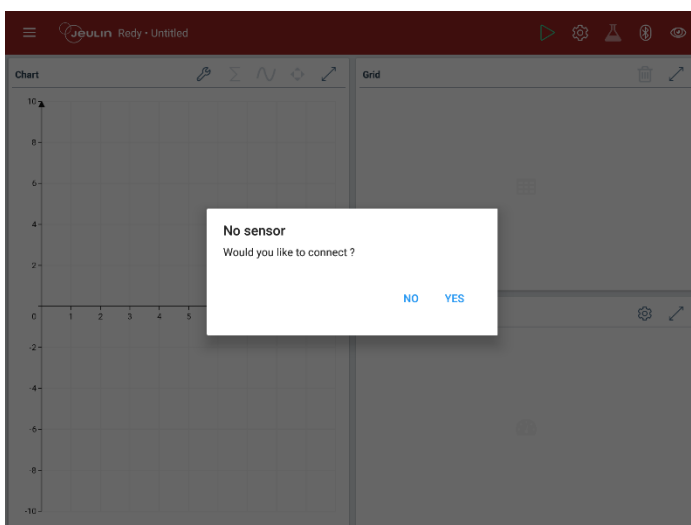 Jeulin Redy • Untitled
Chart
Grid
10
8
6
4
2
0 1 2 3 4 5
-2
-4
-6
-8
-10
No sensor
Would you like to connect ?
NO YES